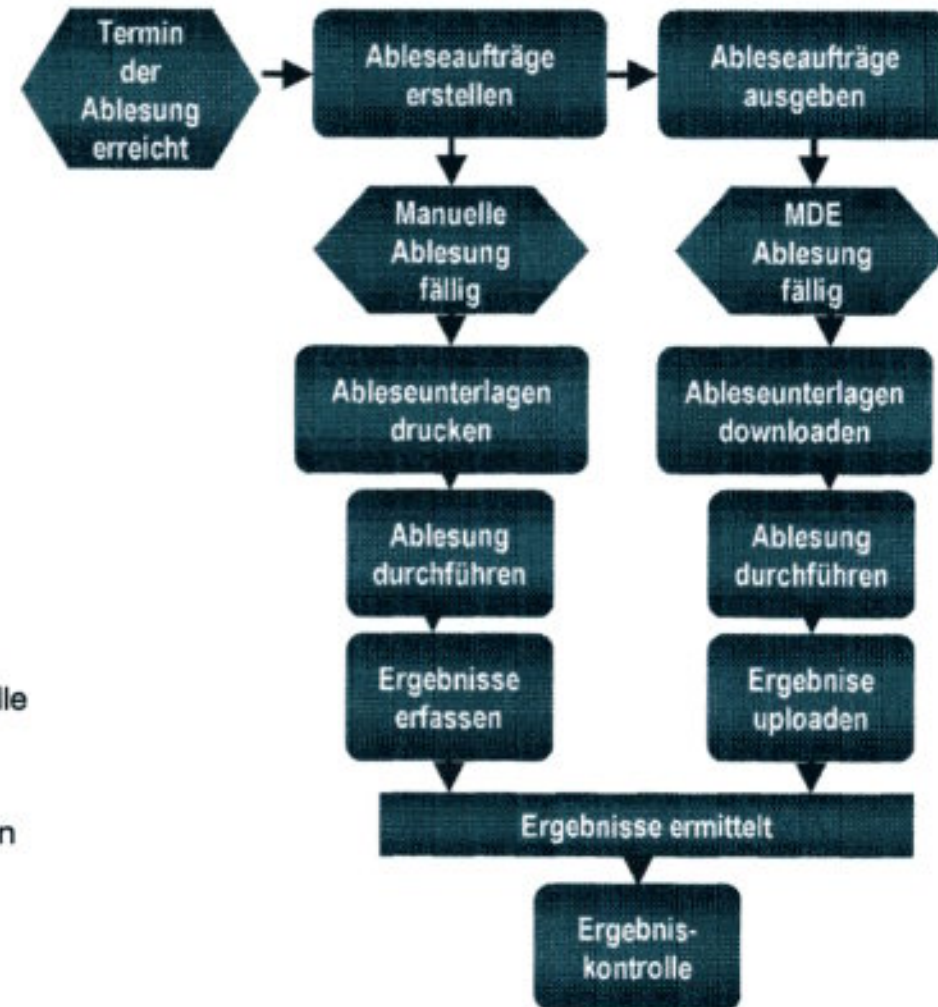 Termin
der
Ablesung
erreicht
Ableseaufträge
erstellen
Ableseaufträge
ausgeben
Manuelle
Ablesung
fällig
MDE
Ablesung
fällig
Ableseunterlagen
drucken
Ableseunterlagen
downloaden
Ablesung
durchführen
Ablesung
durchführen
Ergebnisse
erfassen
Ergebnise
uploaden
lle
n
Ergebnisse ermittelt
Ergebnis-
kontrolle